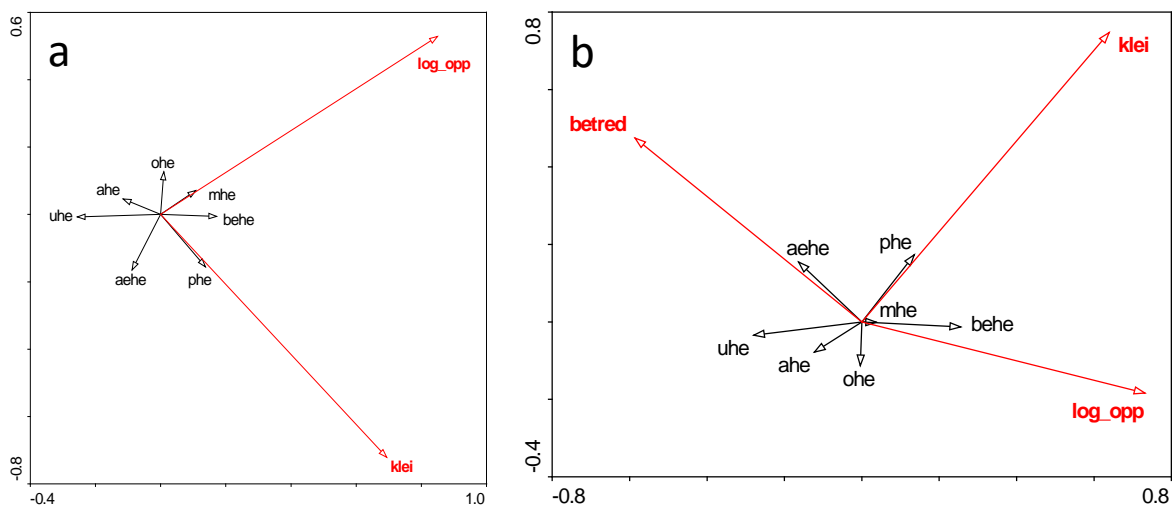 a
0.6
log_opp
ohe
ahe
mhe
uhe
behe
aehe
phe
klei
-0.8
-0.4
1.0
b
0.8
klei
betred
aehe
phe
mhe
uhe
behe
ahe
ohe
log_opp
-0.4
-0.8
0.8